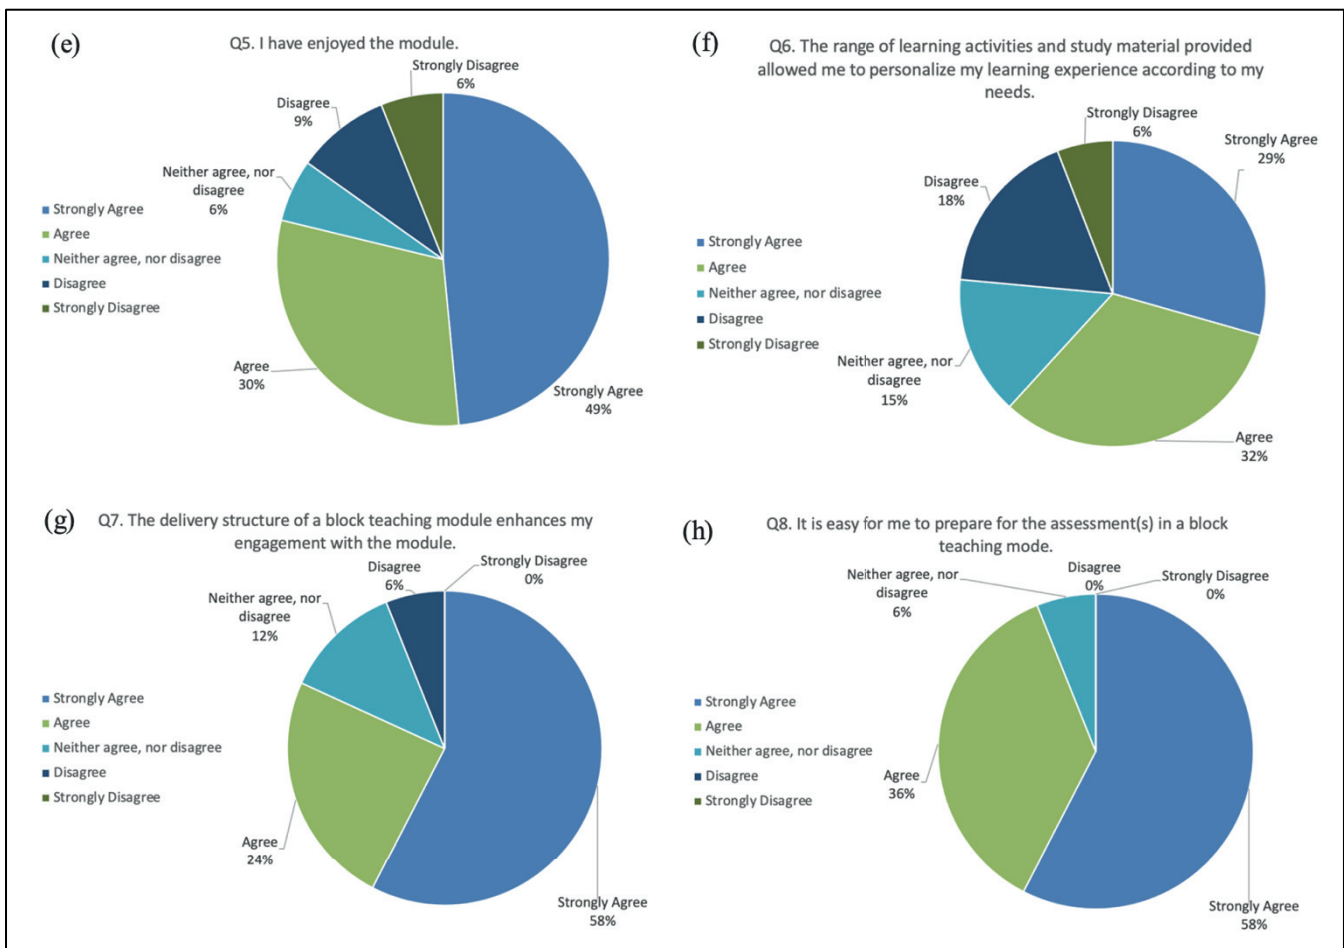 (e)
Q5. I have enjoyed the module.
Strongly Disagree
6%
Disagree
9%
Neither agree, nor
disagree
6%
Strongly Agree
Agree
Neither agree, nor disagree
Disagree
Strongly Disagree
Agree
30%
Strongly Agree
49%
(f)
Q6. The range of learning activities and study material provided
allowed me to personalize my learning experience according to my
needs.
Strongly Disagree
6%
Strongly Agree
29%
Disagree
18%
Strongly Agree
Agree
Neither agree, nor disagree
Disagree
Strongly Disagree
Neither agree, nor
disagree
15%
Agree
32%
(g)
Q7. The delivery structure of a block teaching module enhances my
engagement with the module.
Strongly Disagree
0%
Disagree
6%
Neither agree, nor
disagree
12%
Strongly Agree
Agree
Neither agree, nor disagree
Disagree
Strongly Disagree
Agree
24%
Strongly Agree
58%
(h)
Q8. It is easy for me to prepare for the assessment(s) in a block
teaching mode.
Neither agree, nor
disagree
6%
Disagree
0%
Strongly Disagree
0%
Strongly Agree
Agree
Neither agree, nor disagree
Disagree
Strongly Disagree
Agree
36%
Strongly Agree
58%